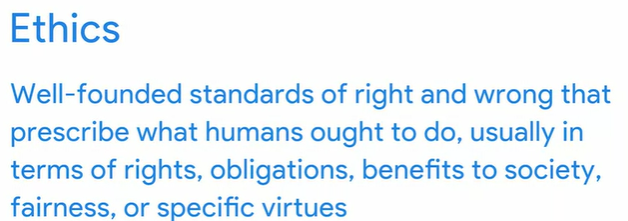 Ethics
Well-founded standards of right and wrong that
prescribe what humans ought to do, usually in
terms of rights, obligations, benefits to society,
fairness, or specific virtues